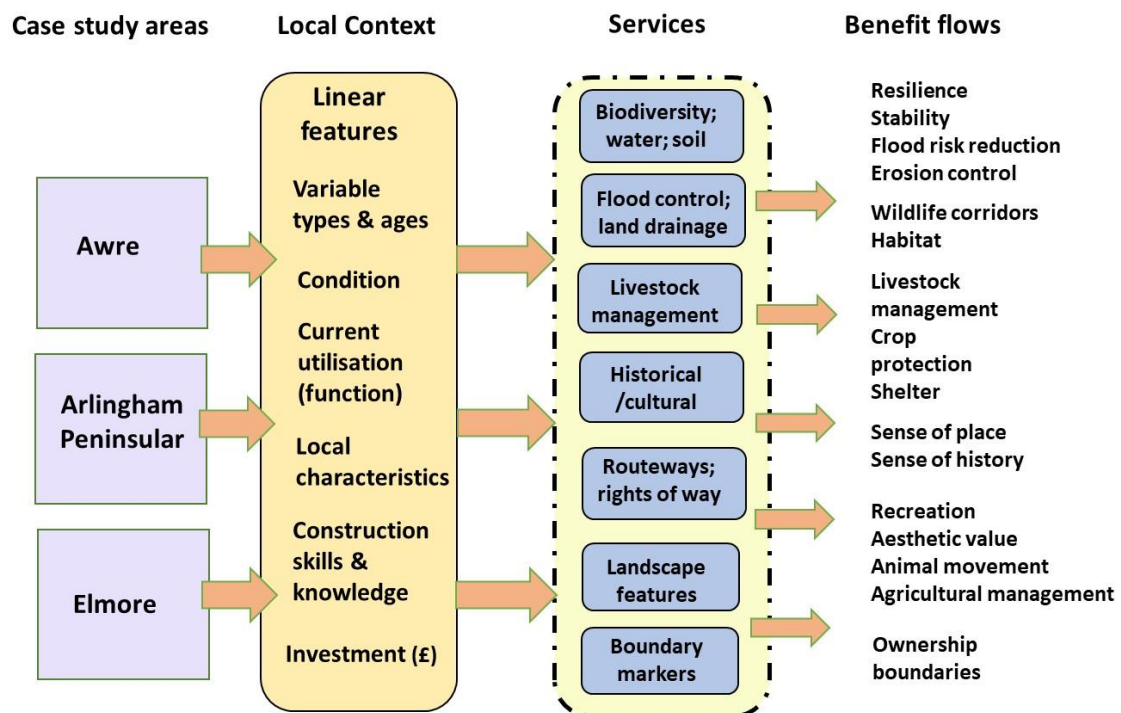 Case study areas
Local Context
Services
Benefit flows
Awre
Arlingham
Peninsular
Elmore
Linear
features
Variable
types & ages
Condition
Current
utilisation
(function)
Local
characteristics
Construction
skills &
knowledge
Investment (£)
Biodiversity;
water; soil
Flood control;
land drainage
Livestock
management
Historical
/cultural
Routeways;
rights of way
Landscape
features
Boundary
markers
Resilience
Stability
Flood risk reduction
Erosion control
Wildlife corridors
Habitat
Livestock
management
Crop
protection
Shelter
Sense of place
Sense of history
Recreation
Aesthetic value
Animal movement
Agricultural management
Ownership
boundaries